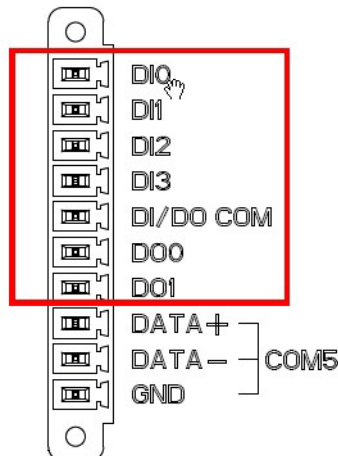 DI0
DI1
DI2
DI3
DI/DO COM
DO0
DO1
DATA+
DATA- COM5
GND